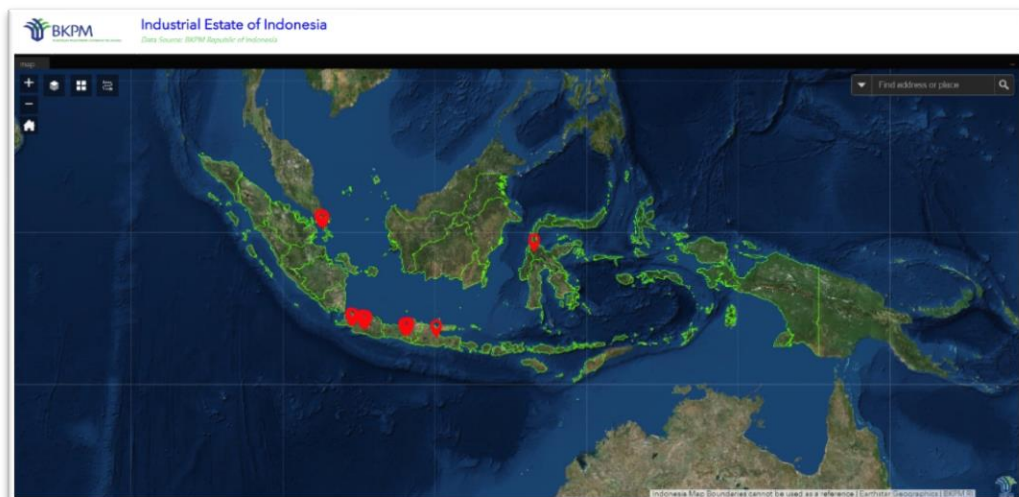 BKPM
Industrial Estate of Indonesia
Data Source: BKPM Republic of Indonesia
map
Find address or place
Indonesia Map Boundaries cannot be used as a reference | Earthstar Geographics | BKPM RI